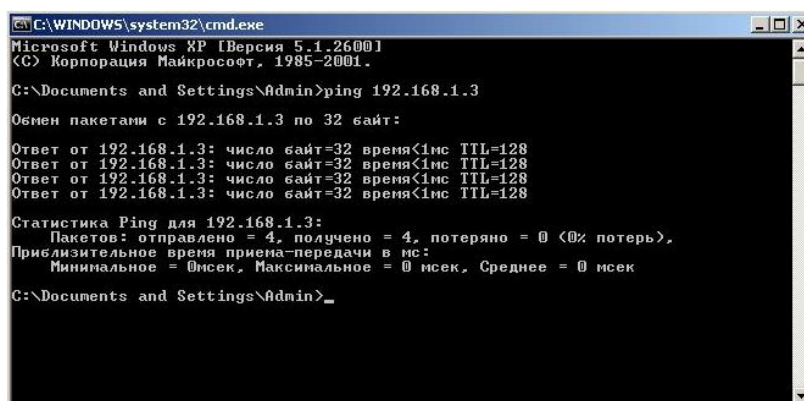 C:\WINDOWS\system32\cmd.exe
Microsoft Windows XP [Версия 5.1.2600]
(С) Корпорация Майкрософт, 1985-2001.
C:\Documents and Settings\Admin>ping 192.168.1.3
Обмен пакетами с 192.168.1.3 по 32 байт:
Ответ от 192.168.1.3: число байт=32 время<1мс TTL=128
Ответ от 192.168.1.3: число байт=32 время<1мс TTL=128
Ответ от 192.168.1.3: число байт=32 время<1мс TTL=128
Ответ от 192.168.1.3: число байт=32 время<1мс TTL=128
Статистика Ping для 192.168.1.3:
Пакетов: отправлено = 4, получено = 4, потеряно = 0 (0% потерь),
Приблизительное время приема-передачи в мс:
Минимальное = 0мсек, Максимальное = 0 мсек, Среднее = 0 мсек
C:\Documents and Settings\Admin>_